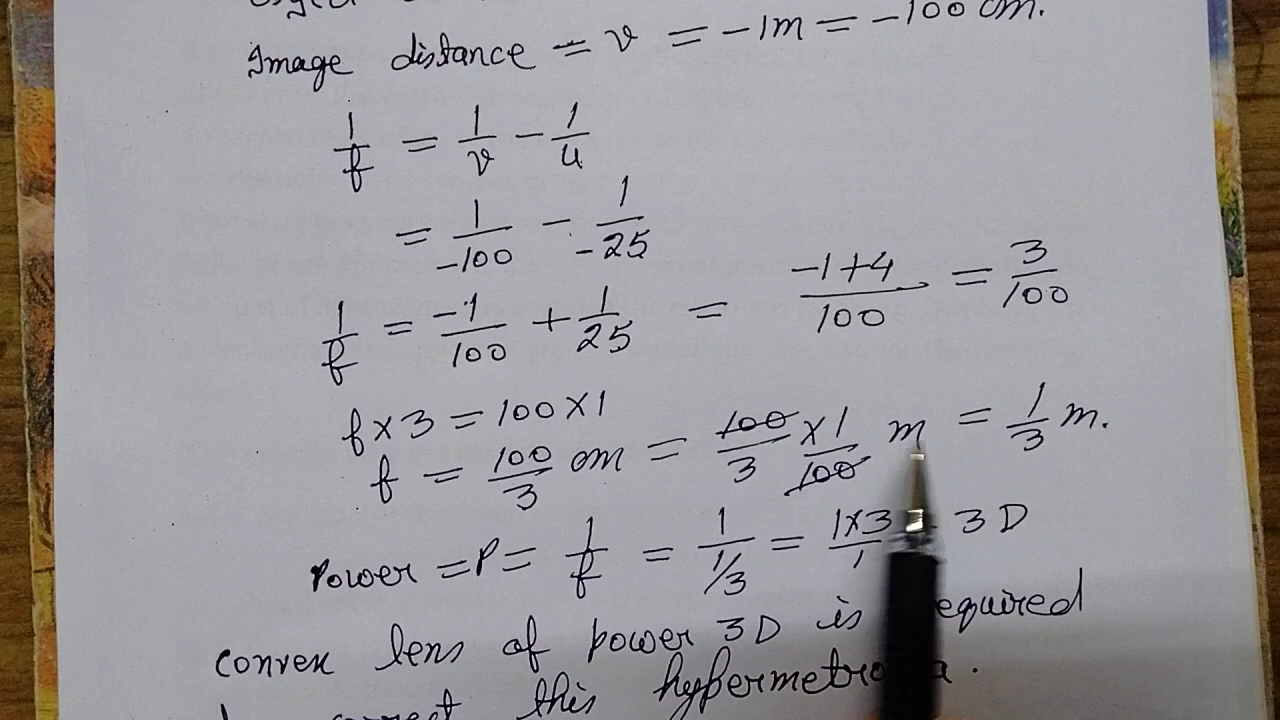 Image distance = v = -1m = -100 cm.
1/f = 1/v - 1/u
= 1/-100 - 1/-25
1/f = -1/100 + 1/25 = -1+4/100 = 3/100
f×3 = 100×1
f = 100/3 cm = 100/3 × 1/100 m = 1/3 m.
Power = P = 1/f = 1/1/3 = 1×3/1 3D
convex lens of power 3D is required
this